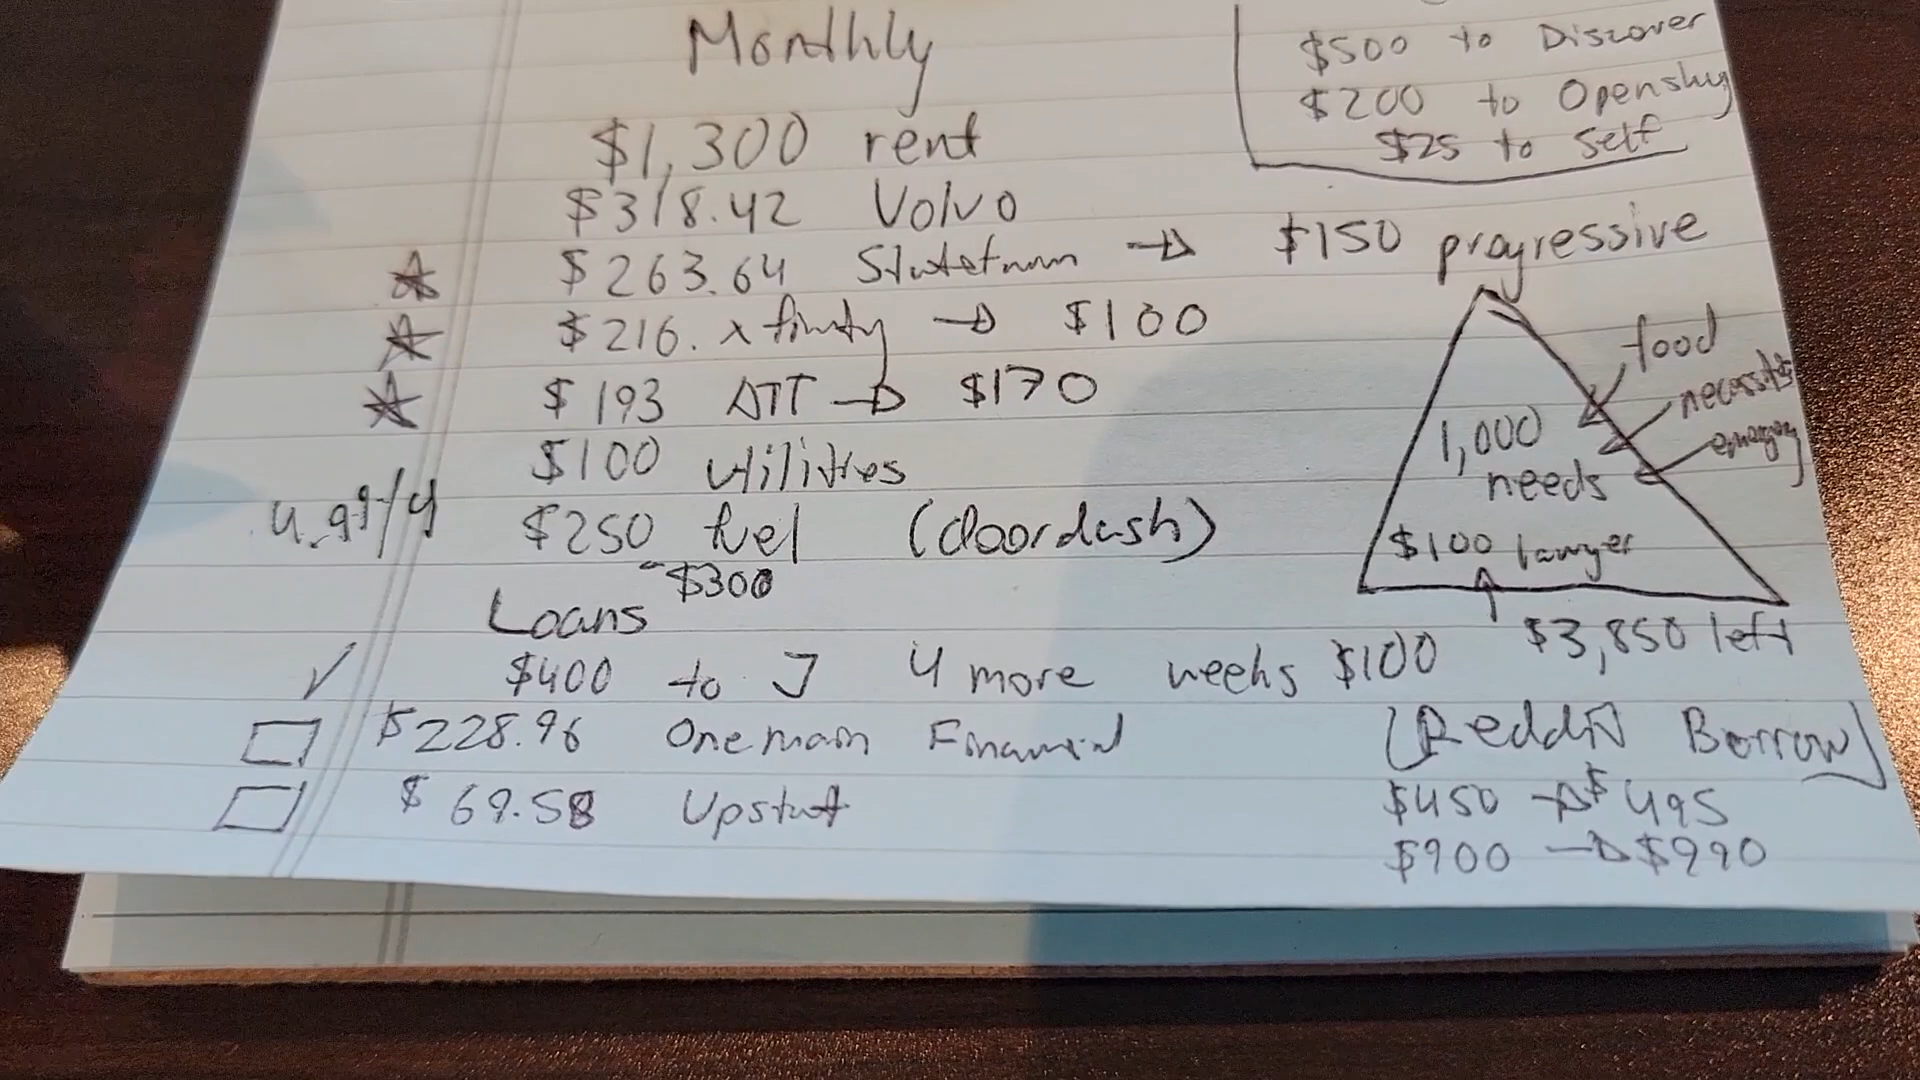 Monthly
$500 to Discover
$200 to Opensky
$25 to Self
$1,300 rent
$318.42 Volvo
$263.64 Statefarm → $150 progressive
$216. xfinity → $100
$193 ATT → $170
$100 utilities
$250 fuel (doordash)
- $300
food
necessities
emergency
1,000
needs
$100 lawyer
$3,850 left
Loans
$400 to J 4 more weeks $100
$228.96 Onemain Financial
$69.58 Upstart
[Reddit Borrow]
$450 → $495
$900 → $990